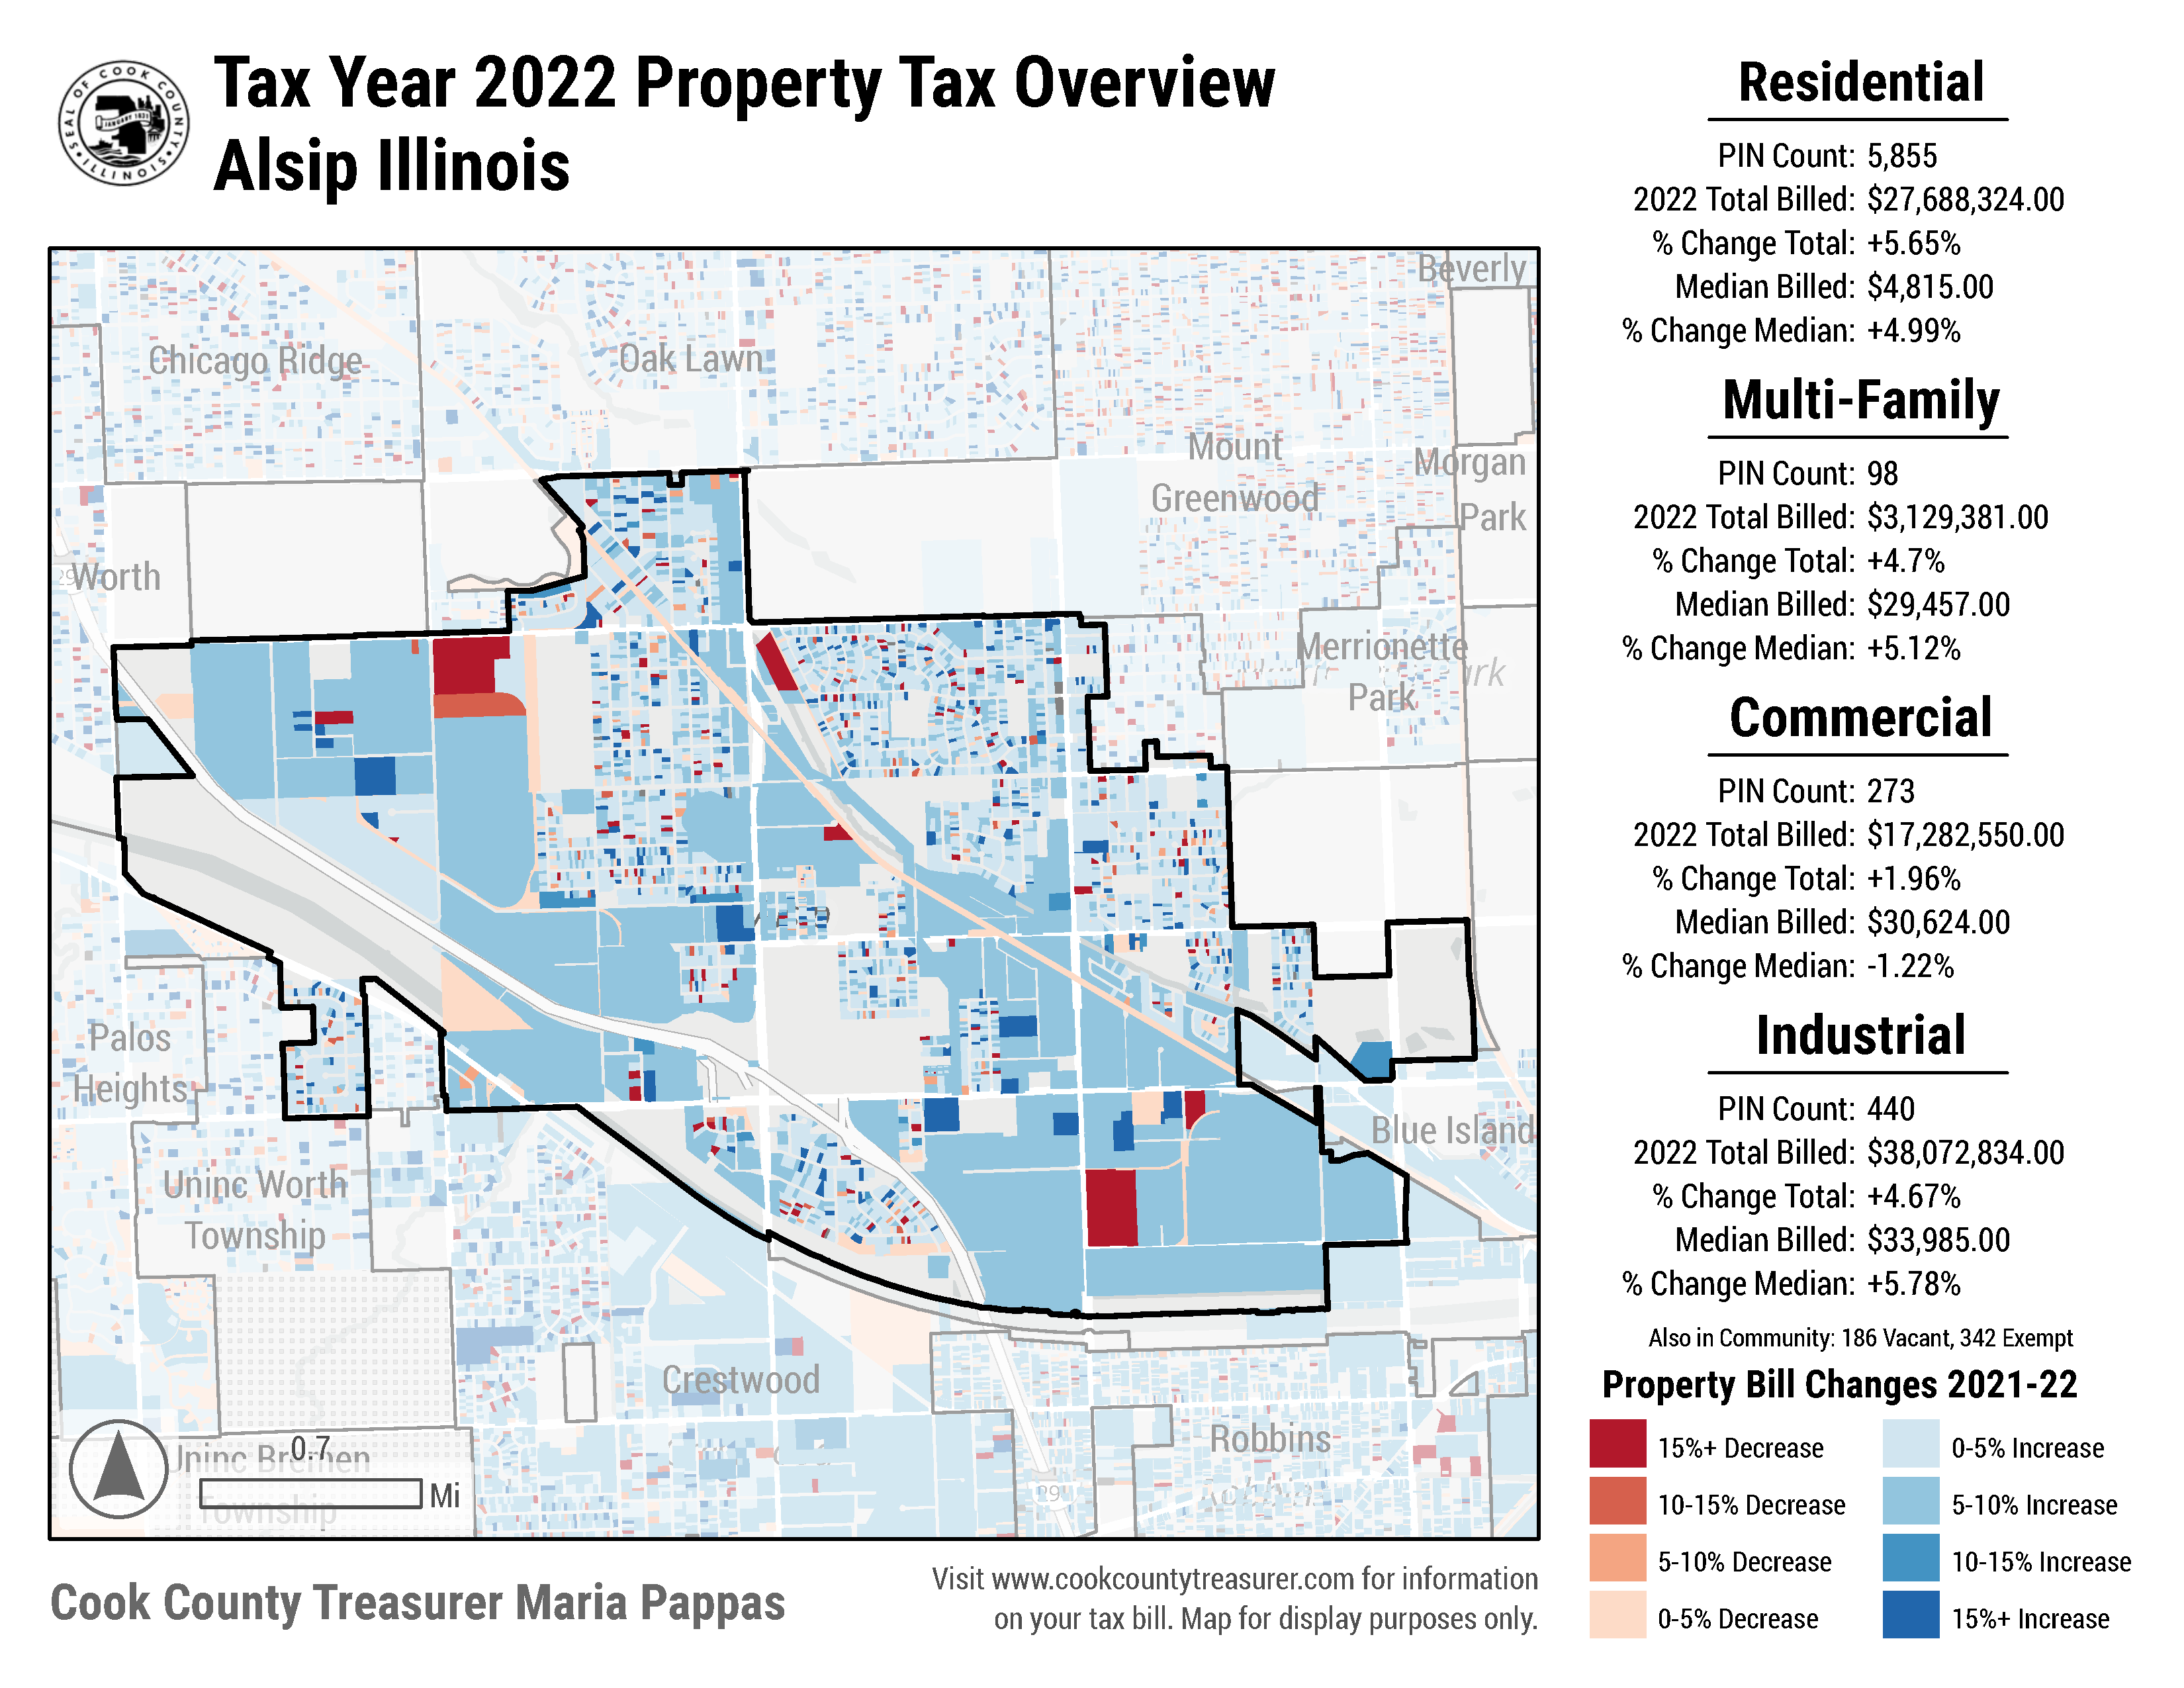 SEAL OF COOK COUNTY
ILLINOIS
JANUARY 1831
Tax Year 2022 Property Tax Overview
Alsip Illinois
Residential
PIN Count: 5,855
2022 Total Billed: $27,688,324.00
% Change Total: +5.65%
Median Billed: $4,815.00
% Change Median: +4.99%
Multi-Family
PIN Count: 98
2022 Total Billed: $3,129,381.00
% Change Total: +4.7%
Median Billed: $29,457.00
% Change Median: +5.12%
Commercial
PIN Count: 273
2022 Total Billed: $17,282,550.00
% Change Total: +1.96%
Median Billed: $30,624.00
% Change Median: -1.22%
Industrial
PIN Count: 440
2022 Total Billed: $38,072,834.00
% Change Total: +4.67%
Median Billed: $33,985.00
% Change Median: +5.78%
Also in Community: 186 Vacant, 342 Exempt
Property Bill Changes 2021-22
15%+ Decrease
0-5% Increase
10-15% Decrease
5-10% Increase
5-10% Decrease
10-15% Increase
0-5% Decrease
15%+ Increase
Beverly
Chicago Ridge
Oak Lawn
Mount
Greenwood
Morgan
Park
Worth
Merrionette
Park
Palos
Heights
Blue Island
Uninc Worth
Township
Crestwood
Robbins
Uninc Bremen
Township
0.7
Mi
Cook County Treasurer Maria Pappas
Visit www.cookcountytreasurer.com for information
on your tax bill. Map for display purposes only.